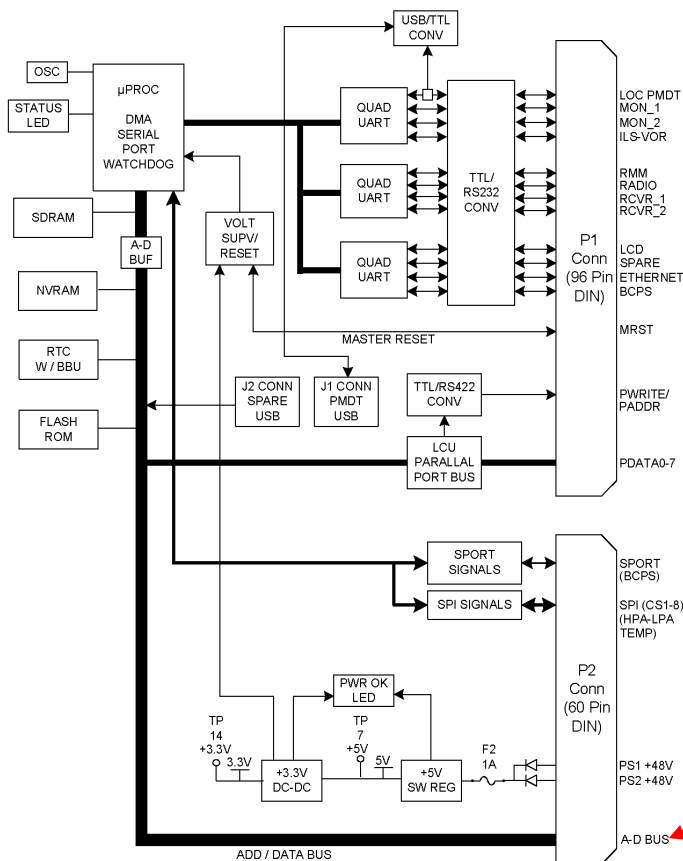 USB/TTL
CONV
OSC
STATUS
LED
µPROC
DMA
SERIAL
PORT
WATCHDOG
SDRAM
A-D
BUF
NVRAM
RTC
W / BBU
FLASH
ROM
VOLT
SUPV/
RESET
QUAD
UART
QUAD
UART
QUAD
UART
TTL/
RS232
CONV
P1
Conn
(96 Pin
DIN)
LOC PMDT
MON_1
MON_2
ILS-VOR
RMM
RADIO
RCVR_1
RCVR_2
LCD
SPARE
ETHERNET
BCPS
MASTER RESET
MRST
J2 CONN
SPARE
USB
J1 CONN
PMDT
USB
TTL/RS422
CONV
PWRITE/
PADDR
LCU
PARALLAL
PORT BUS
PDATA0-7
SPORT
SIGNALS
SPORT
(BCPS)
SPI SIGNALS
SPI (CS1-8)
(HPA-LPA
TEMP)
P2
Conn
(60 Pin
DIN)
PWR OK
LED
TP
14
+3.3V
3.3V
+3.3V
DC-DC
TP
7
+5V
5V
+5V
SW REG
F2
1A
PS1 +48V
PS2 +48V
A-D BUS
ADD / DATA BUS